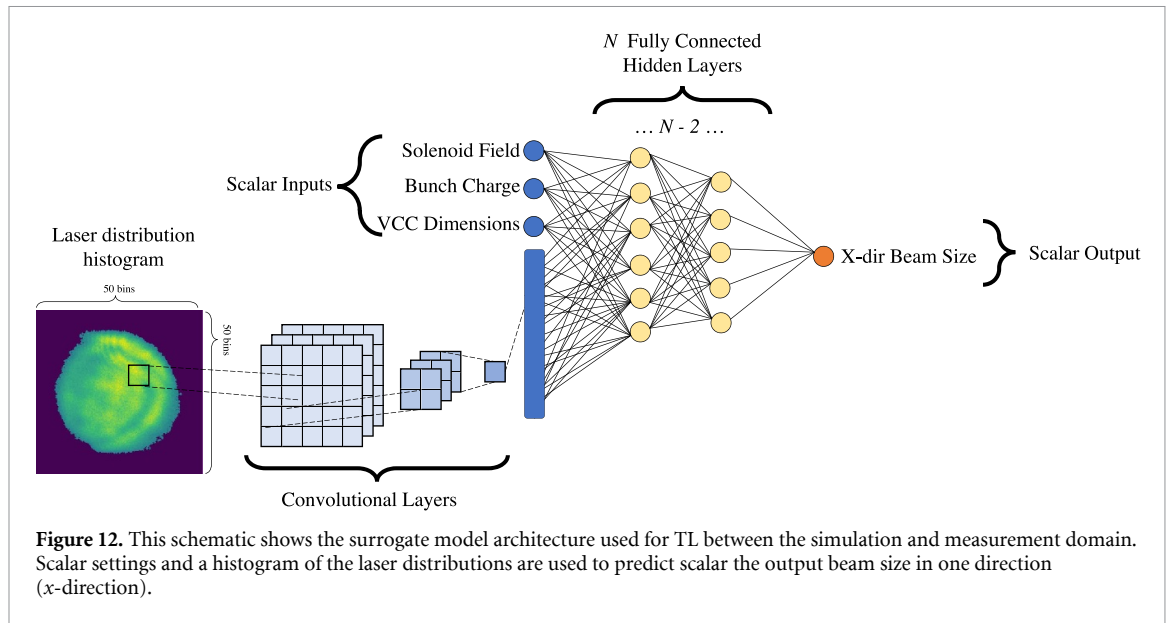 N Fully Connected
Hidden Layers
... N - 2 ...
Scalar Inputs
Solenoid Field
Bunch Charge
VCC Dimensions
Laser distribution
histogram
50 bins
50 bins
X-dir Beam Size
Scalar Output
Convolutional Layers
Figure 12. This schematic shows the surrogate model architecture used for TL between the simulation and measurement domain.
Scalar settings and a histogram of the laser distributions are used to predict scalar the output beam size in one direction
(x-direction).